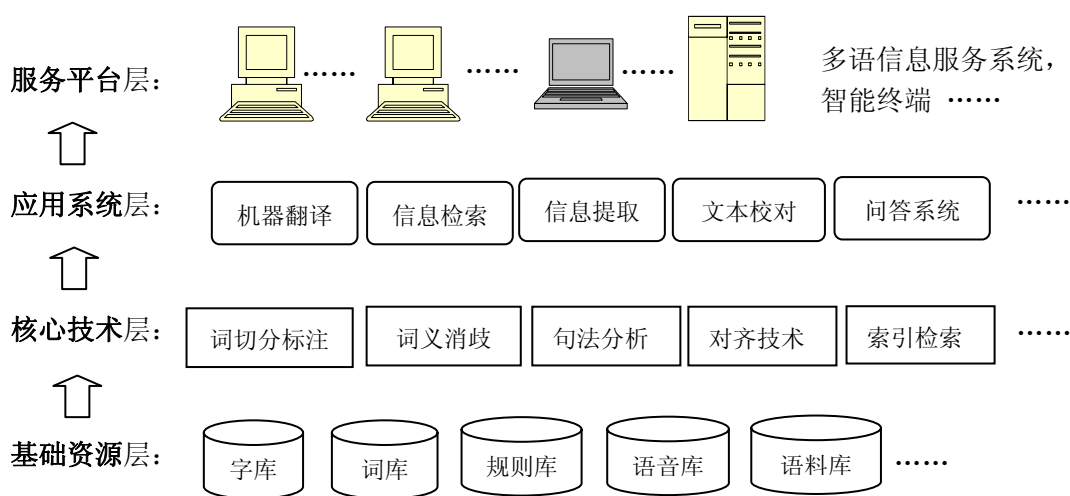 服务平台层： …… …… …… 多语信息服务系统，
智能终端 ……
应用系统层： 机器翻译 信息检索 信息提取 文本校对 问答系统 ……
核心技术层： 词切分标注 词义消歧 句法分析 对齐技术 索引检索 ……
基础资源层： 字库 词库 规则库 语音库 语料库 ……